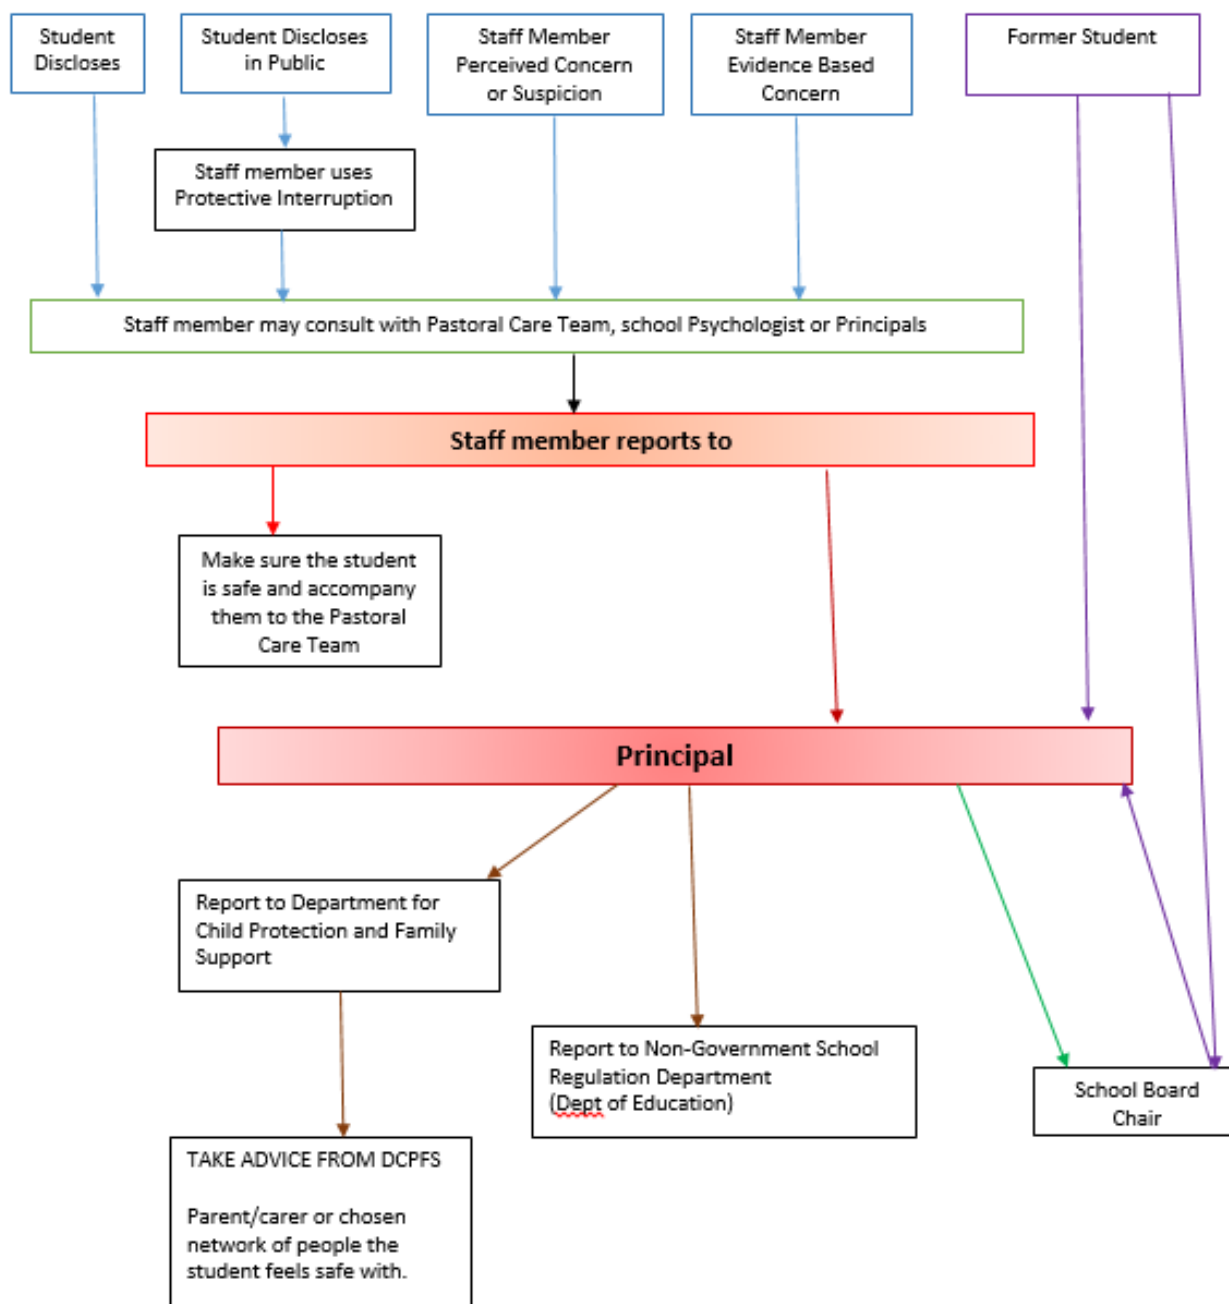 Student
Discloses
Student Discloses
in Public
Staff Member
Perceived Concern
or Suspicion
Staff Member
Evidence Based
Concern
Former Student
Staff member uses
Protective Interruption
Staff member may consult with Pastoral Care Team, school Psychologist or Principals
Staff member reports to
Make sure the student
is safe and accompany
them to the Pastoral
Care Team
Principal
Report to Department for
Child Protection and Family
Support
Report to Non-Government School
Regulation Department
(Dept of Education)
School Board
Chair
TAKE ADVICE FROM DCPFS
Parent/carer or chosen
network of people the
student feels safe with.